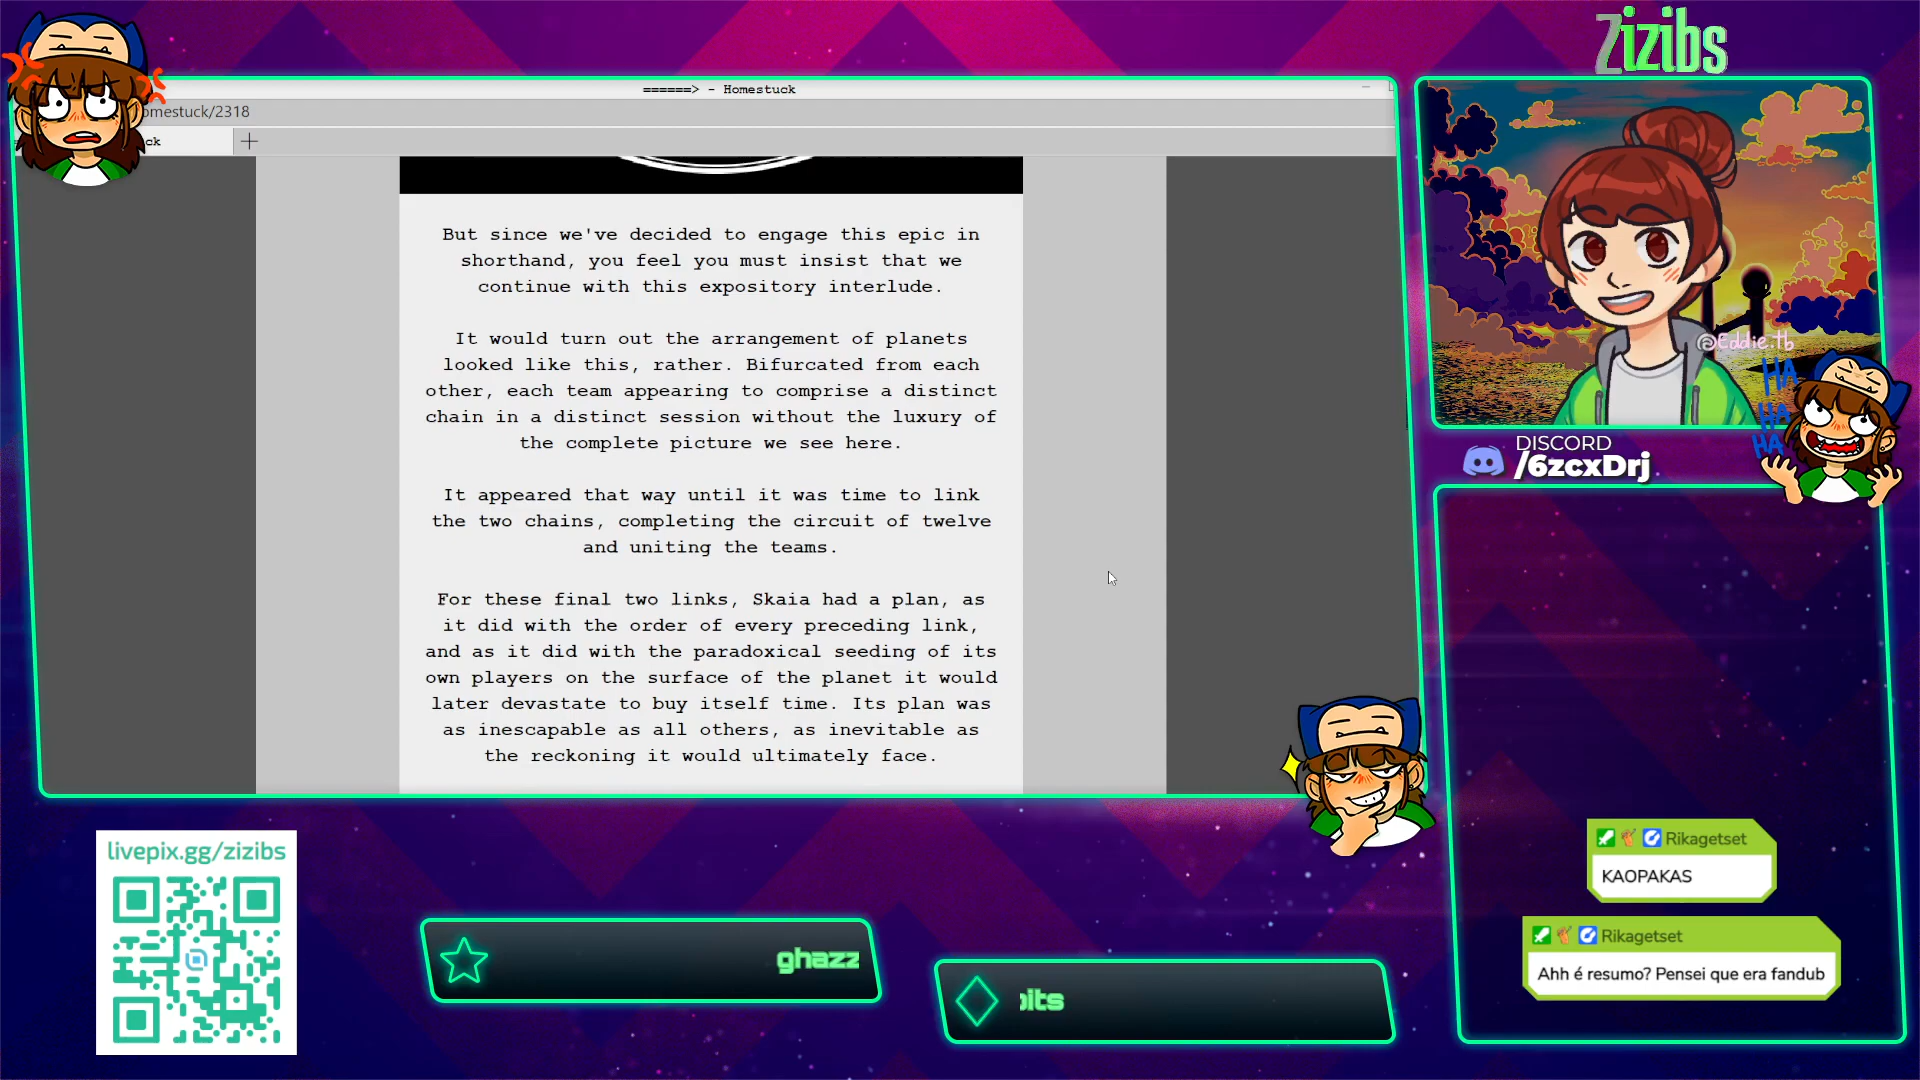 Zizibs
======> - Homestuck
omestuck/2318
ck
But since we've decided to engage this epic in
shorthand, you feel you must insist that we
continue with this expository interlude.
It would turn out the arrangement of planets
looked like this, rather. Bifurcated from each
other, each team appearing to comprise a distinct
chain in a distinct session without the luxury of
the complete picture we see here.
It appeared that way until it was time to link
the two chains, completing the circuit of twelve
and uniting the teams.
For these final two links, Skaia had a plan, as
it did with the order of every preceding link,
and as it did with the paradoxical seeding of its
own players on the surface of the planet it would
later devastate to buy itself time. Its plan was
as inescapable as all others, as inevitable as
the reckoning it would ultimately face.
@Eddie.tb
HA
HA
HA
DISCORD
/6zcxDrj
Rikagetset
KAOPAKAS
Rikagetset
Ahh é resumo? Pensei que era fandub
livepix.gg/zizibs
ghazz
bits